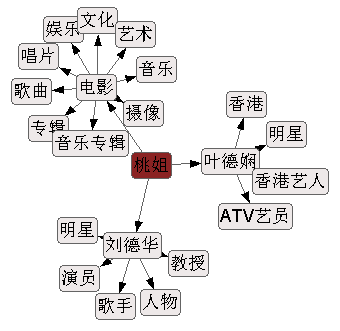 文化
娱乐
艺术
唱片
音乐
电影
歌曲
摄像
专辑
音乐专辑
香港
明星
桃姐
叶德娴
香港艺人
ATV艺员
明星
刘德华
教授
演员
歌手
人物